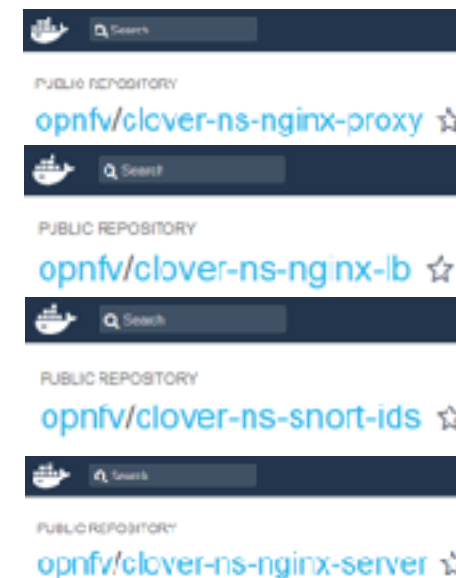 Search
PUBLIC REPOSITORY
opnfv/clover-ns-nginx-proxy
Search
PUBLIC REPOSITORY
opnfv/clover-ns-nginx-lb
Search
PUBLIC REPOSITORY
opnfv/clover-ns-snort-ids
Search
PUBLIC REPOSITORY
opnfv/clover-ns-nginx-server